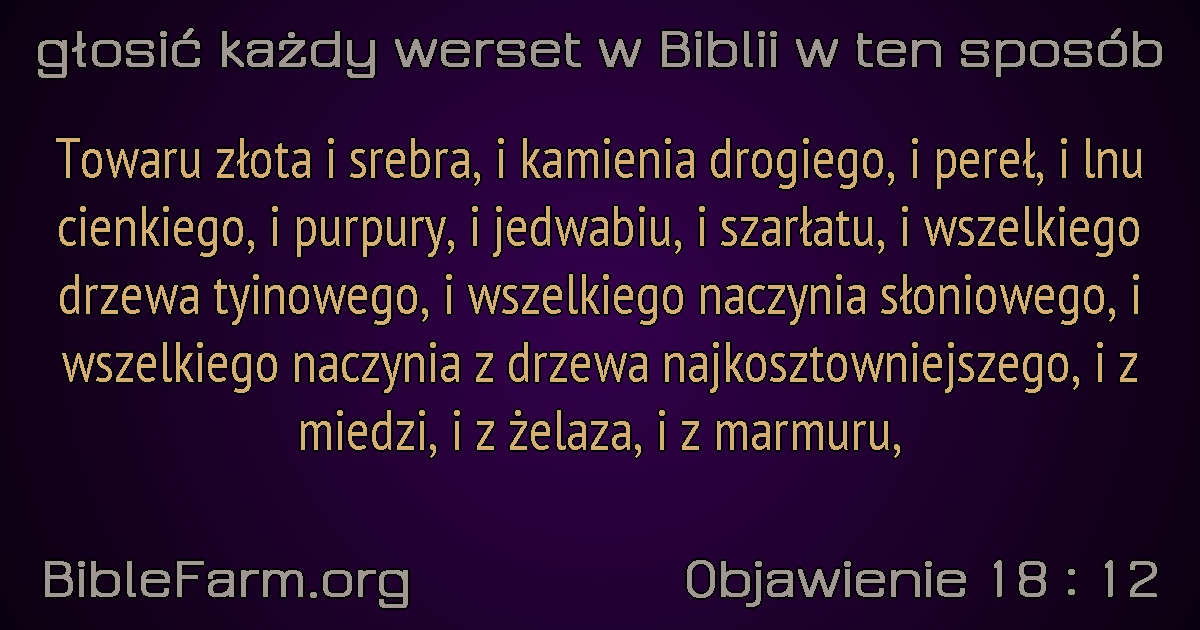 głosić każdy werset w Biblii w ten sposób
Towaru złota i srebra, i kamienia drogiego, i pereł, i lnu
cienkiego, i purpury, i jedwabiu, i szarłatu, i wszelkiego
drzewa tyinowego, i wszelkiego naczynia słoniowego, i
wszelkiego naczynia z drzewa najkosztowniejszego, i z
miedzi, i z żelaza, i z marmuru,
BibleFarm.org
Objawienie 18 : 12